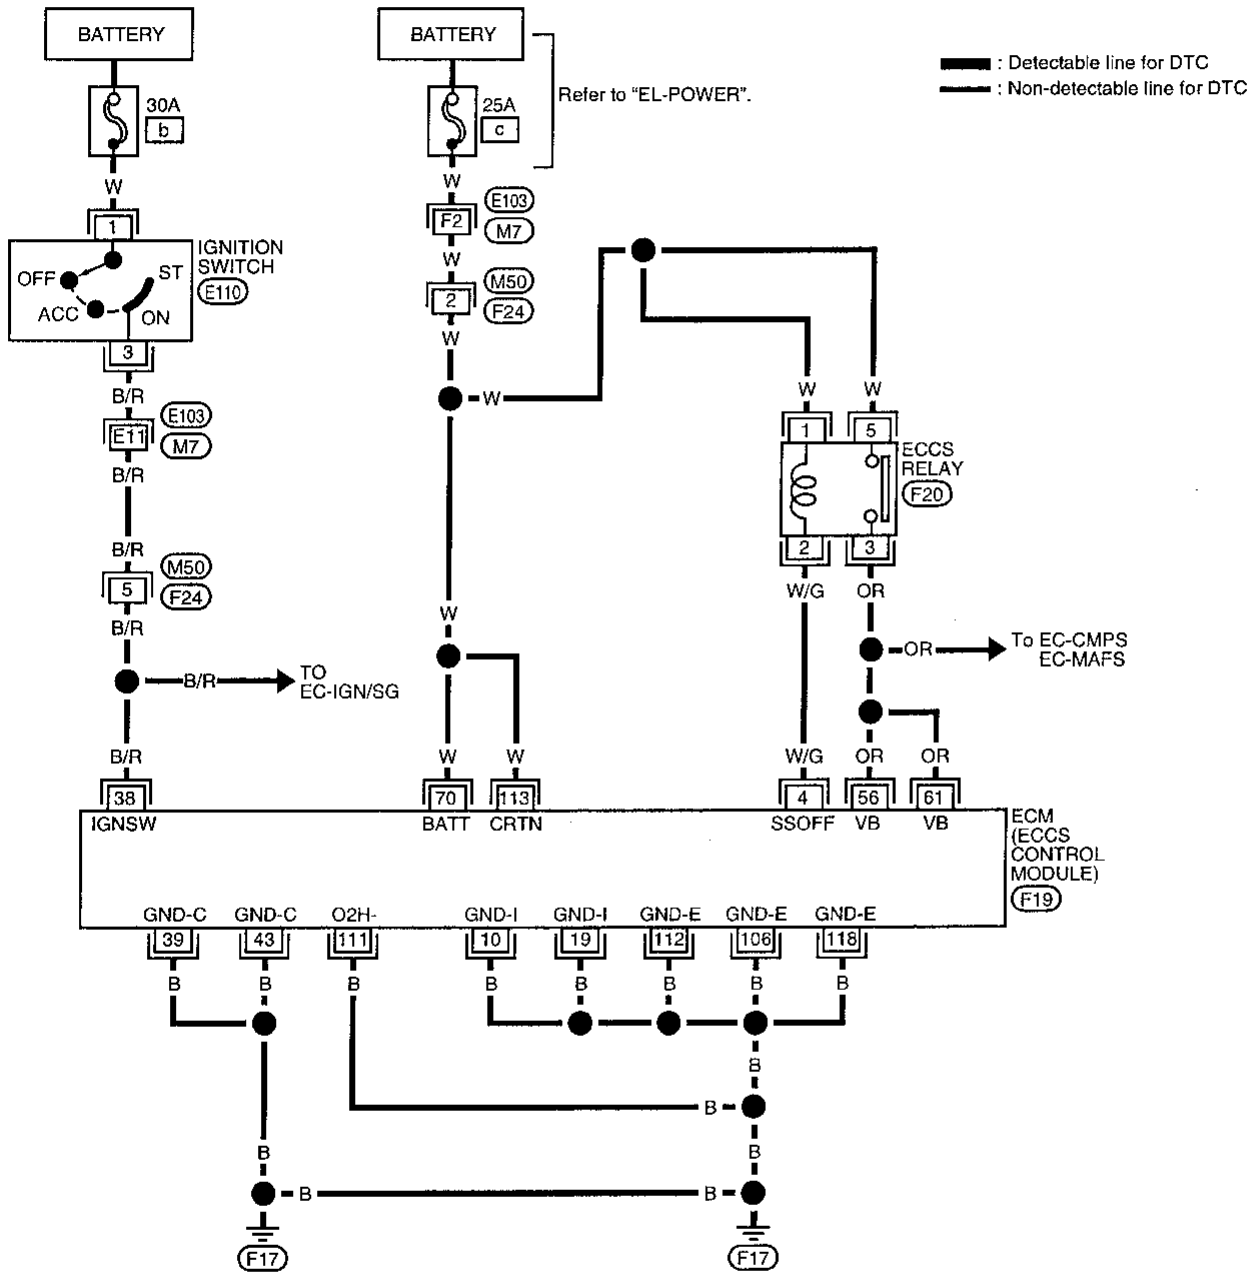 BATTERY
BATTERY
: Detectable line for DTC
: Non-detectable line for DTC
30A
b
25A
c
Refer to "EL-POWER".
W
W
1
F2
E103
M7
IGNITION
SWITCH
E110
OFF
ST
ACC
ON
W
2
M50
F24
3
W
B/R
W
W
W
E11
E103
M7
1
5
ECCS
RELAY
F20
B/R
B/R
M50
5
F24
2
3
W/G
OR
B/R
W
OR
To EC-CMPS
EC-MAFS
B/R
TO
EC-IGN/SG
B/R
W
W
W/G
OR
OR
38
70
113
4
56
61
IGNSW
BATT
CRTN
SSOFF
VB
VB
ECM
(ECCS
CONTROL
MODULE)
F19
GND-C
GND-C
O2H-
GND-I
GND-I
GND-E
GND-E
GND-E
39
43
111
10
19
112
106
118
B
B
B
B
B
B
B
B
B
B
B
B
B
B
F17
F17